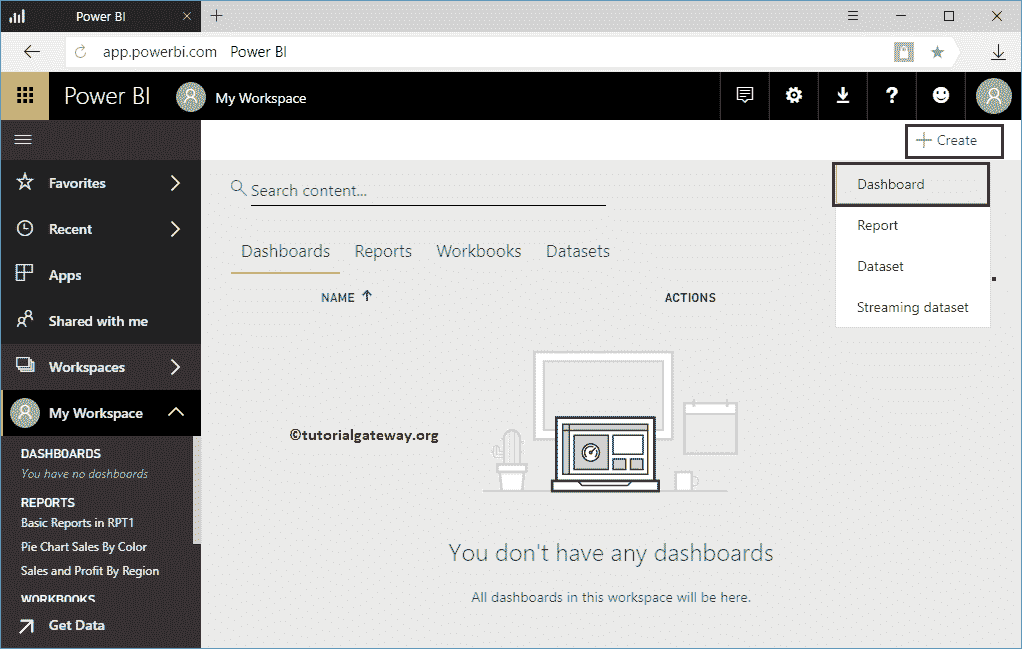 Power BI
app.powerbi.com Power BI
Power BI My Workspace
Create
Favorites
Recent
Apps
Shared with me
Workspaces
My Workspace
DASHBOARDS
You have no dashboards
REPORTS
Basic Reports in RPT1
Pie Chart Sales By Color
Sales and Profit By Region
WORKBOOKS
Get Data
Search content...
Dashboards Reports Workbooks Datasets
NAME ACTIONS
Dashboard
Report
Dataset
Streaming dataset
©tutorialgateway.org
You don't have any dashboards
All dashboards in this workspace will be here.